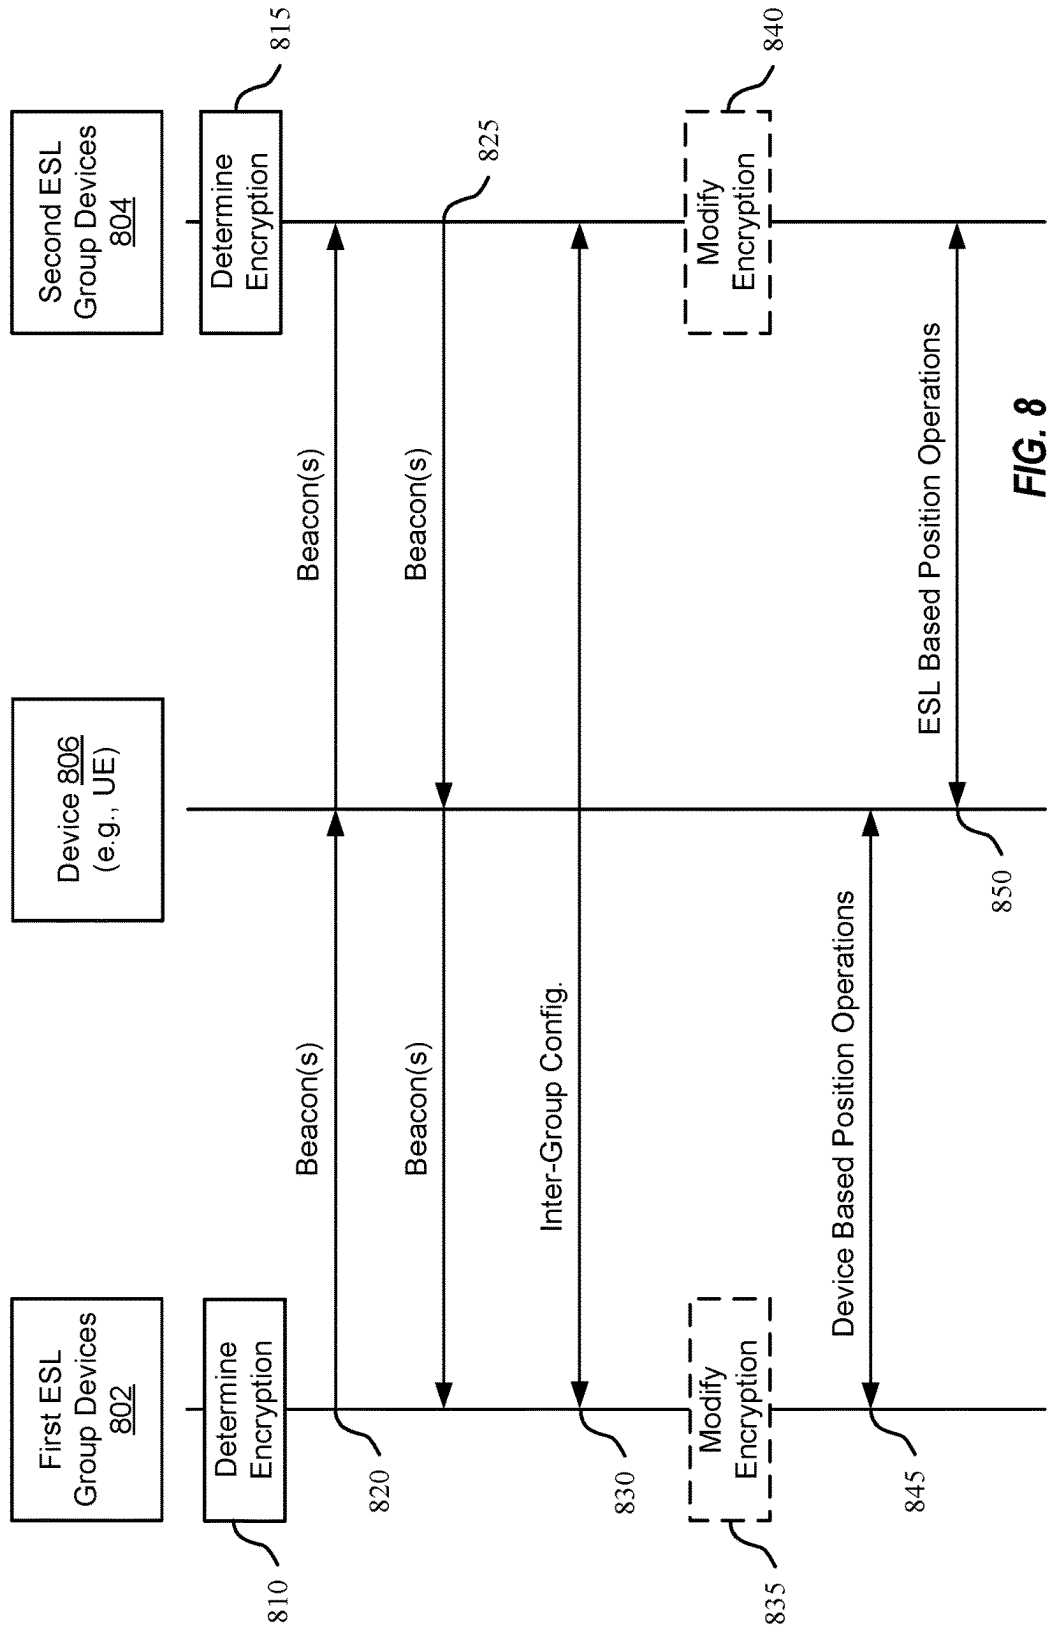 First ESL
Group Devices
802
Device 806
(e.g., UE)
Second ESL
Group Devices
804
810
Determine
Encryption
Determine
Encryption
815
Beacon(s)
Beacon(s)
820
Beacon(s)
Beacon(s)
825
Inter-Group Config.
830
835
Modify
Encryption
Modify
Encryption
840
Device Based Position Operations
845
ESL Based Position Operations
850
FIG. 8